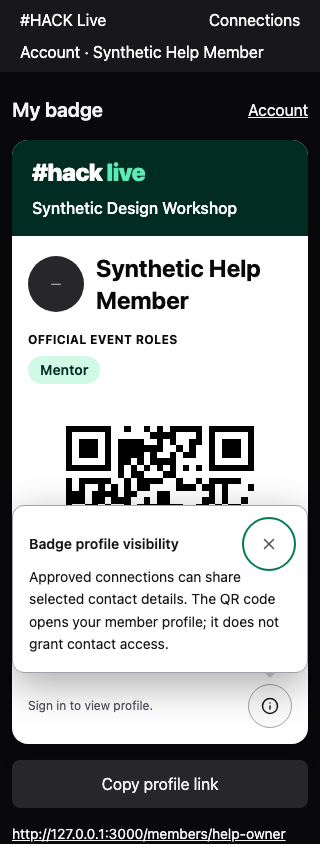 #HACK Live
Connections
Account · Synthetic Help Member
My badge
Account
#hack live
Synthetic Design Workshop
Synthetic Help
Member
OFFICIAL EVENT ROLES
Mentor
Badge profile visibility
Approved connections can share
selected contact details. The QR code
opens your member profile; it does not
grant contact access.
Sign in to view profile.
Copy profile link
http://127.0.0.1:3000/members/help-owner